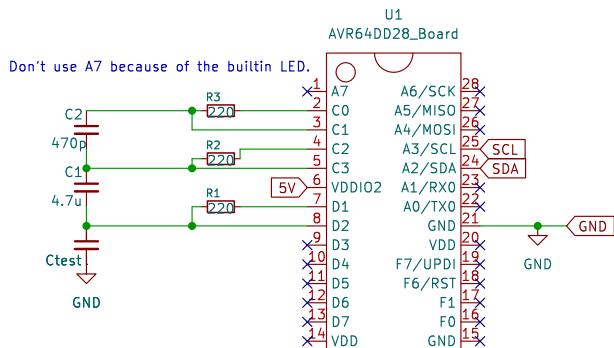 U1
AVR64DD28_Board
Don't use A7 because of the builtin LED.
1 A7 A6/SCK 28
R3
220 2 C0 A5/MISO 27
C2
470p
3 C1 A4/MOSI 26
4 C2 A3/SCL 25 SCL
R2
220
5 C3 A2/SDA 24 SDA
C1
4.7u
5V 6 VDDIO2 A1/RX0 23
R1
220 7 D1 A0/TX0 22
8 D2 GND 21 GND
9 D3 VDD 20
Ctest
10 D4 F7/UPDI 19
GND
11 D5 F6/RST 18
GND
12 D6 F1 17
13 D7 F0 16
14 VDD GND 15